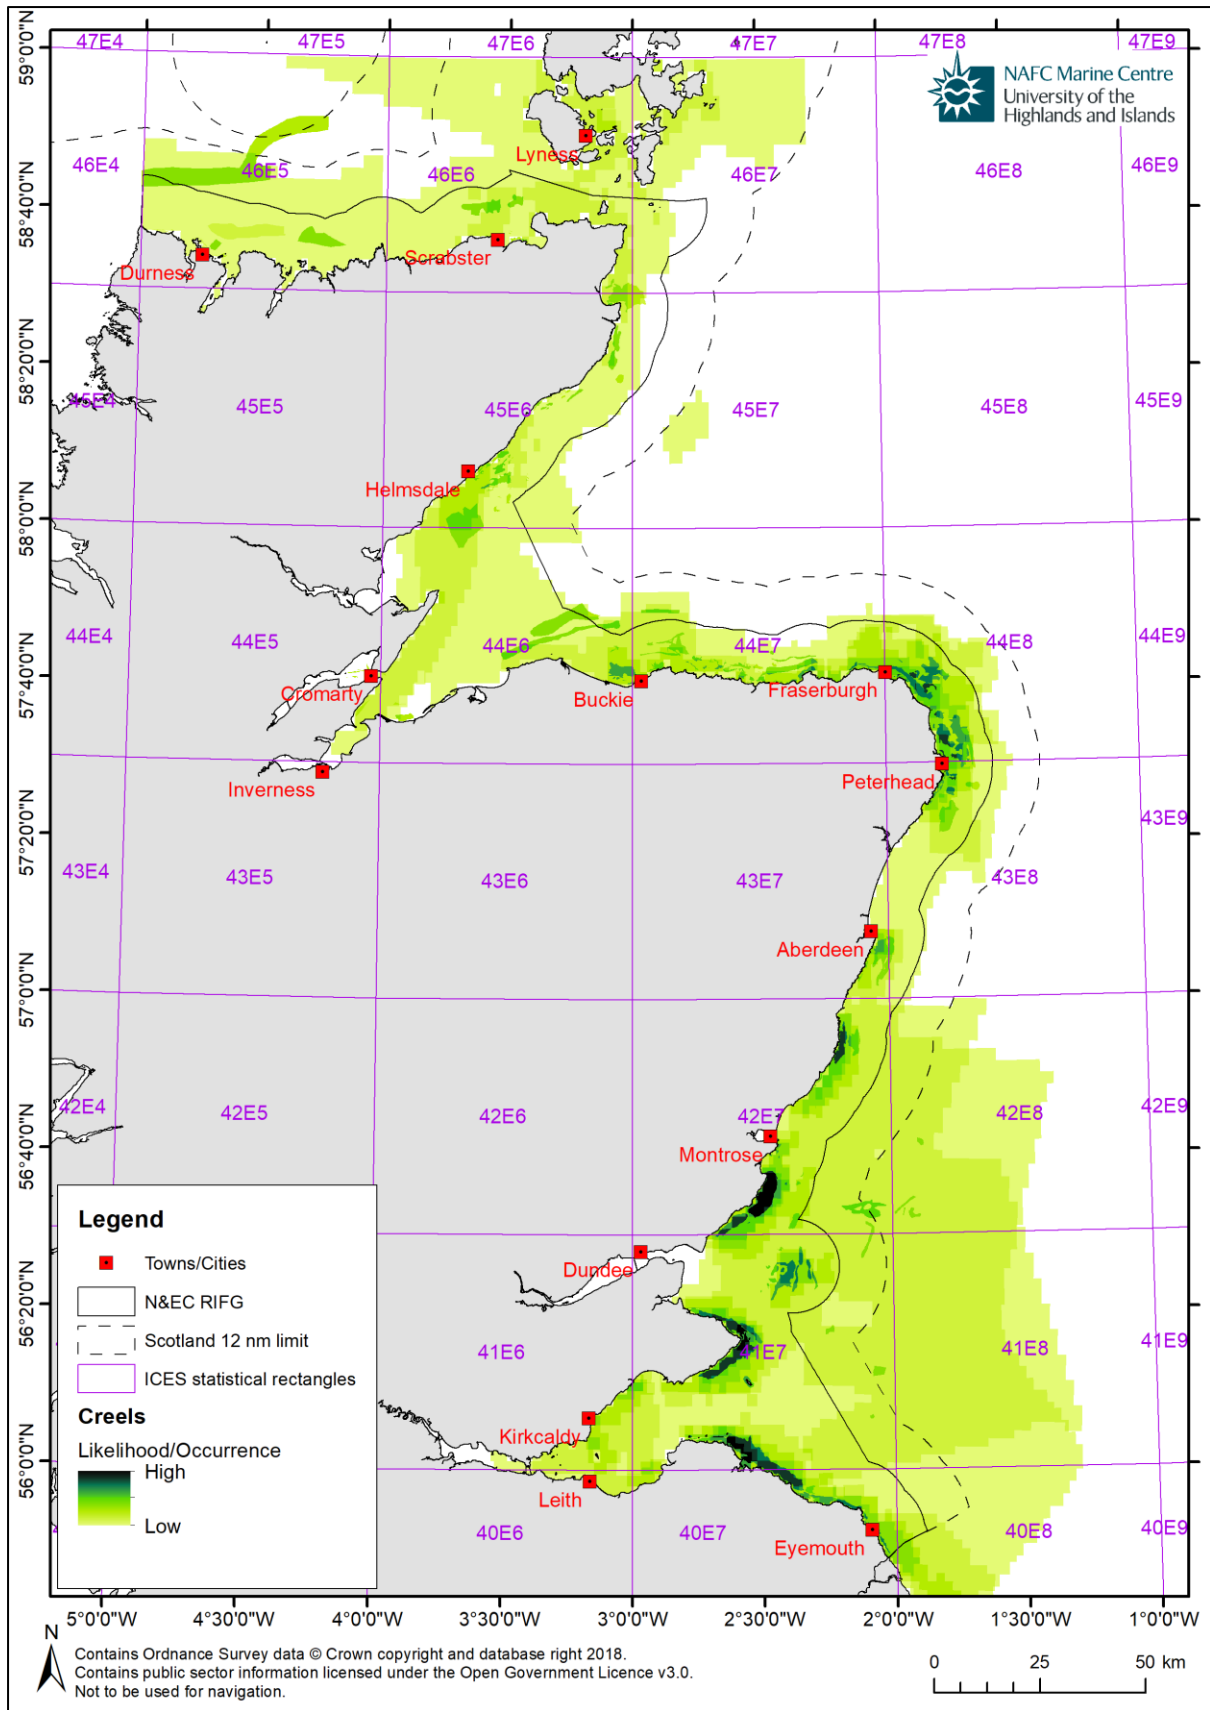 47E4
47E5
47E6
47E7
47E8
47E9
59°0'0"N
NAFC Marine Centre
University of the
Highlands and Islands
Lyness
46E4
46E5
46E6
46E7
46E8
46E9
58°40'0"N
Durness
Scrabster
58°20'0"N
45E4
45E5
45E6
45E7
45E8
45E9
Helmsdale
58°0'0"N
44E4
44E5
44E6
44E7
44E8
44E9
57°40'0"N
Cromarty
Buckie
Fraserburgh
Inverness
Peterhead
57°20'0"N
43E4
43E5
43E6
43E7
43E8
43E9
Aberdeen
57°0'0"N
42E4
42E5
42E6
42E7
42E8
42E9
56°40'0"N
Montrose
Dundee
56°20'0"N
41E6
41E7
41E8
41E9
Kirkcaldy
56°0'0"N
Leith
40E6
40E7
40E8
40E9
Eyemouth
Legend
Towns/Cities
N&EC RIFG
Scotland 12 nm limit
ICES statistical rectangles
Creels
Likelihood/Occurrence
High
Low
5°0'0"W
4°30'0"W
4°0'0"W
3°30'0"W
3°0'0"W
2°30'0"W
2°0'0"W
1°30'0"W
1°0'0"W
N
Contains Ordnance Survey data © Crown copyright and database right 2018.
Contains public sector information licensed under the Open Government Licence v3.0.
Not to be used for navigation.
0 25 50 km